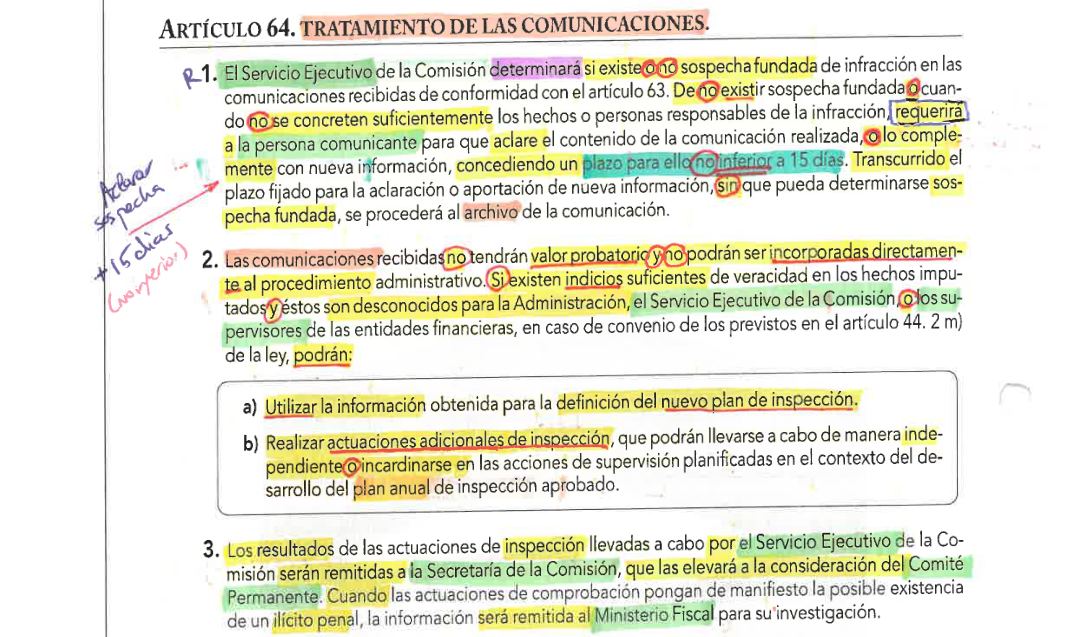 ARTÍCULO 64. TRATAMIENTO DE LAS COMUNICACIONES.
R 1. El Servicio Ejecutivo de la Comisión determinará si existe o no sospecha fundada de infracción en las
comunicaciones recibidas de conformidad con el artículo 63. De no existir sospecha fundada o cuan-
do no se concreten suficientemente los hechos o personas responsables de la infracción, requerirá
a la persona comunicante para que aclare el contenido de la comunicación realizada, o lo comple-
mente con nueva información, concediendo un plazo para ello no inferior a 15 días. Transcurrido el
plazo fijado para la aclaración o aportación de nueva información, sin que pueda determinarse sos-
pecha fundada, se procederá al archivo de la comunicación.
Aclarar
sospecha
+ 15 días
(no inferior)
2. Las comunicaciones recibidas no tendrán valor probatorio y no podrán ser incorporadas directamen-
te al procedimiento administrativo. Si existen indicios suficientes de veracidad en los hechos impu-
tados y éstos son desconocidos para la Administración, el Servicio Ejecutivo de la Comisión, o los su-
pervisores de las entidades financieras, en caso de convenio de los previstos en el artículo 44. 2 m)
de la ley, podrán:
a) Utilizar la información obtenida para la definición del nuevo plan de inspección.
b) Realizar actuaciones adicionales de inspección, que podrán llevarse a cabo de manera inde-
pendiente o incardinarse en las acciones de supervisión planificadas en el contexto del de-
sarrollo del plan anual de inspección aprobado.
3. Los resultados de las actuaciones de inspección llevadas a cabo por el Servicio Ejecutivo de la Co-
misión serán remitidas a la Secretaría de la Comisión, que las elevará a la consideración del Comité
Permanente. Cuando las actuaciones de comprobación pongan de manifiesto la posible existencia
de un ilícito penal, la información será remitida al Ministerio Fiscal para su investigación.